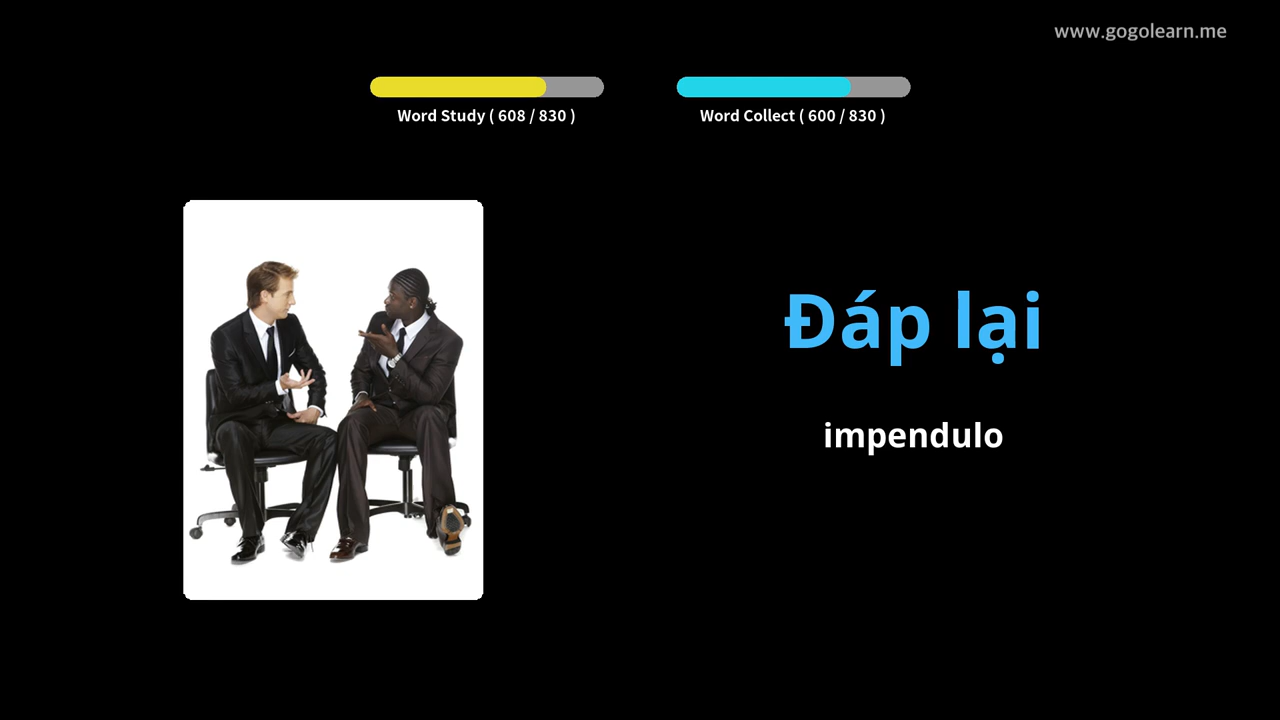 www.gogolearn.me
Word Study ( 608 / 830 )
Word Collect ( 600 / 830 )
Đáp lại
impendulo